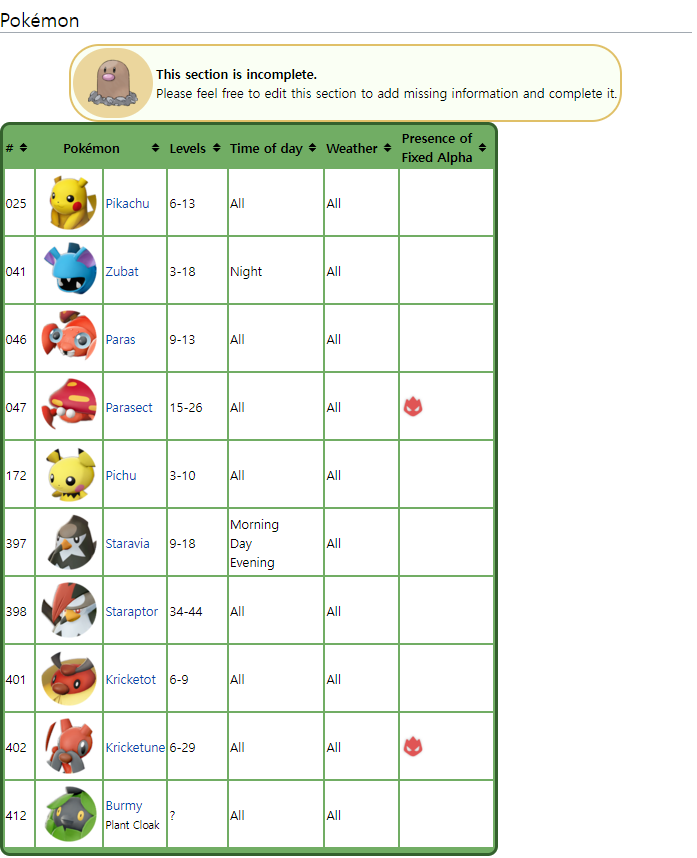 Pokémon
This section is incomplete.
Please feel free to edit this section to add missing information and complete it.
# Pokémon Levels Time of day Weather Presence of
Fixed Alpha
025 Pikachu 6-13 All All
041 Zubat 3-18 Night All
046 Paras 9-13 All All
047 Parasect 15-26 All All
172 Pichu 3-10 All All
397 Staravia 9-18 Morning All
Day
Evening
398 Staraptor 34-44 All All
401 Kricketot 6-9 All All
402 Kricketune 6-29 All All
412 Burmy ? All All
Plant Cloak